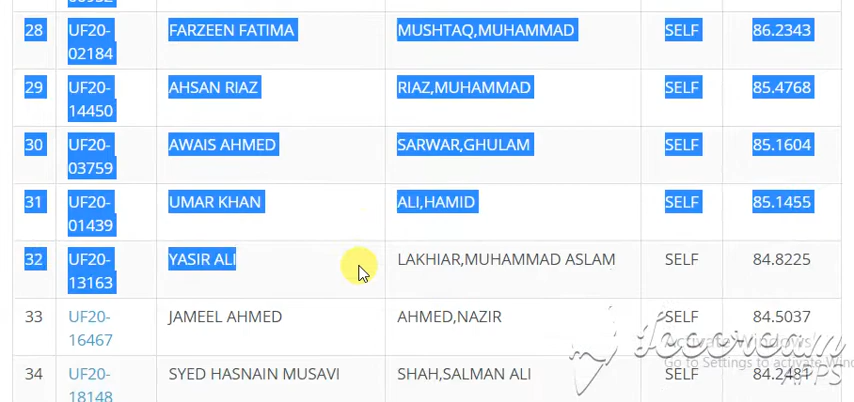 28 UF20- FARZEEN FATIMA MUSHTAQ,MUHAMMAD SELF 86.2343
02184
29 UF20- AHSAN RIAZ RIAZ,MUHAMMAD SELF 85.4768
14450
30 UF20- AWAIS AHMED SARWAR,GHULAM SELF 85.1604
03759
31 UF20- UMAR KHAN ALI,HAMID SELF 85.1455
01439
32 UF20- YASIR ALI LAKHIAR,MUHAMMAD ASLAM SELF 84.8225
13163
33 UF20- JAMEEL AHMED AHMED,NAZIR SELF 84.5037
16467
Icecream
Activate Windows
Go to Settings to activate Wind
34 UF20- SYED HASNAIN MUSAVI SHAH,SALMAN ALI SELF 84.2481
APPS
18148